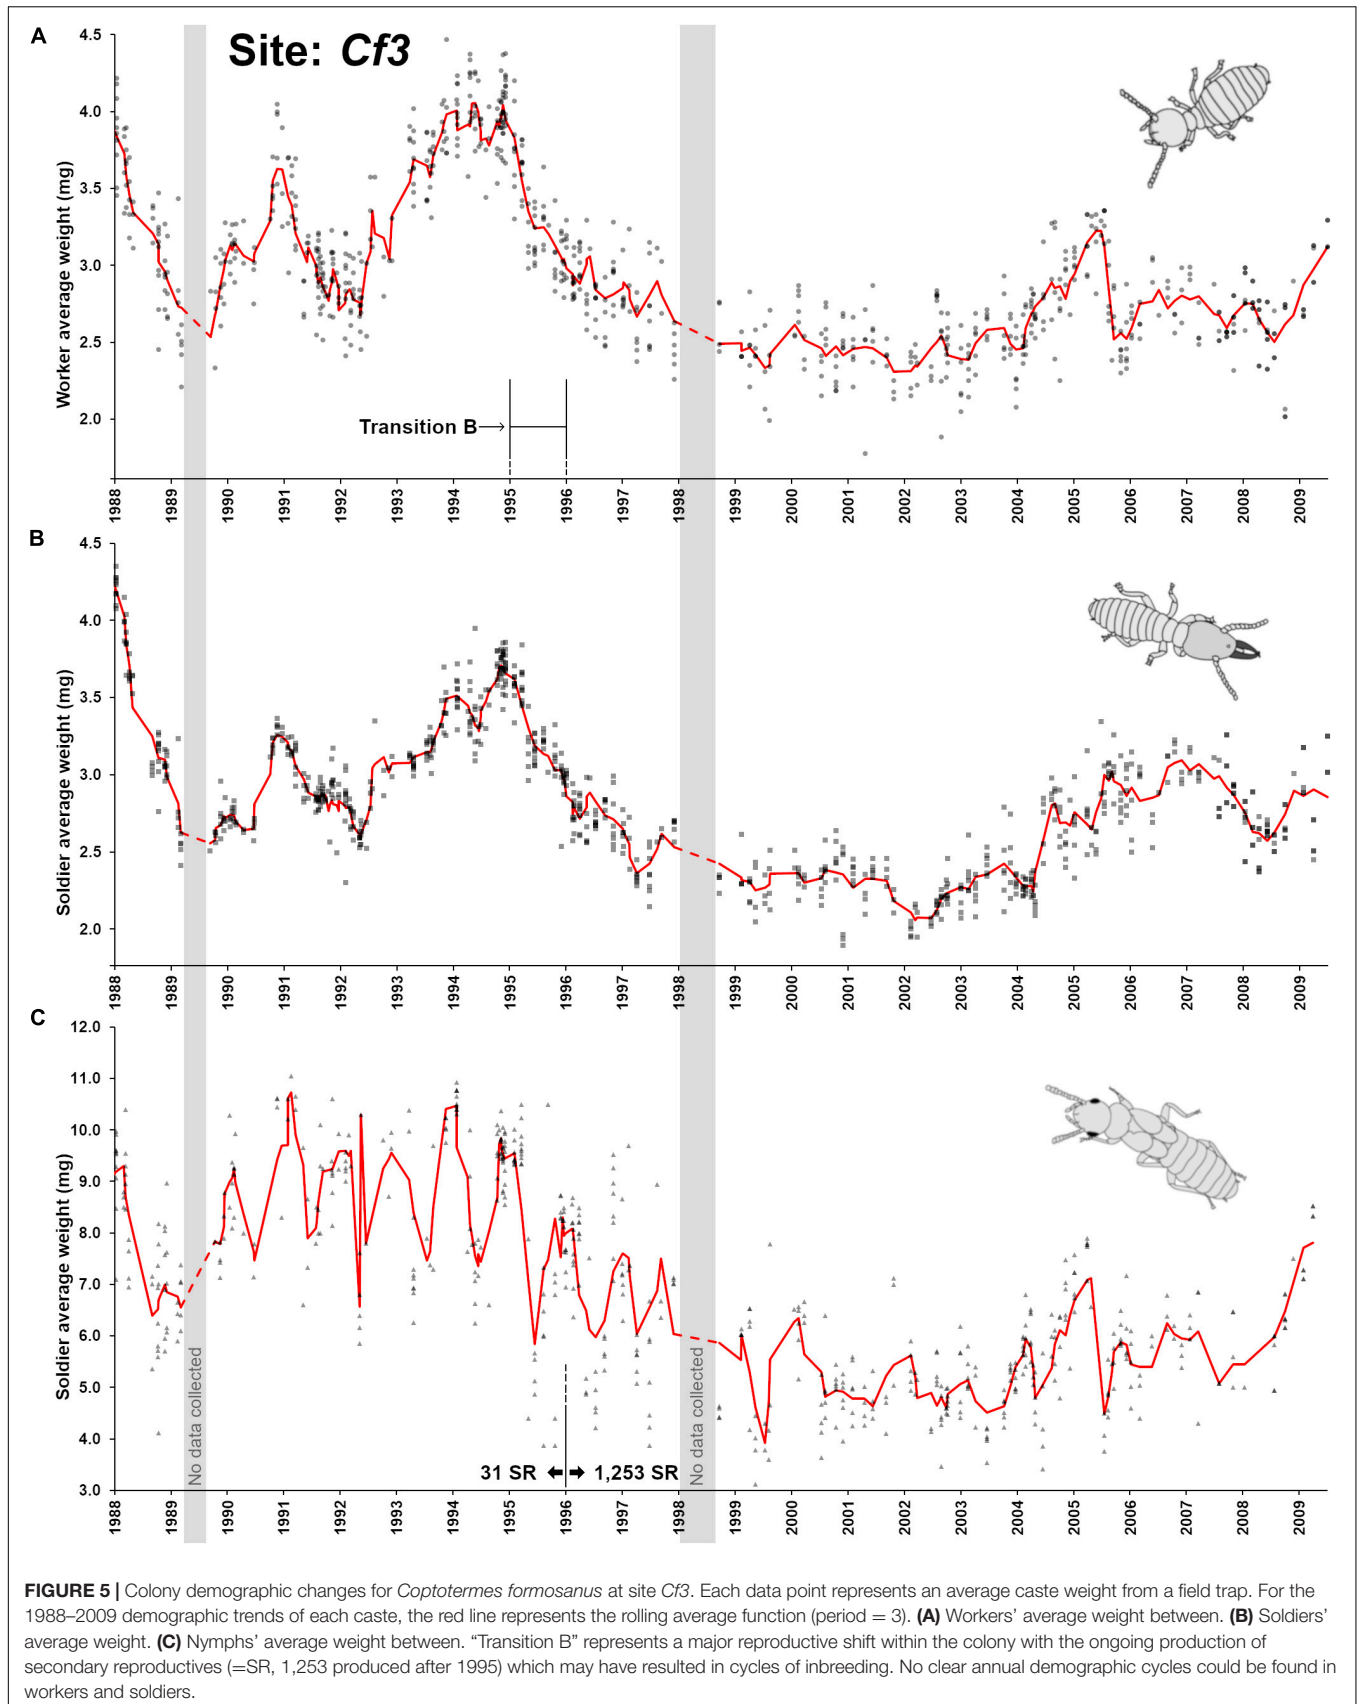 A
Site: Cf3
4.5
4.0
3.5
3.0
2.5
2.0
Worker average weight (mg)
Transition B
1988 1989 1990 1991 1992 1993 1994 1995 1996 1997 1998 1999 2000 2001 2002 2003 2004 2005 2006 2007 2008 2009
B
4.5
4.0
3.5
3.0
2.5
2.0
Soldier average weight (mg)
1988 1989 1990 1991 1992 1993 1994 1995 1996 1997 1998 1999 2000 2001 2002 2003 2004 2005 2006 2007 2008 2009
C
12.0
11.0
10.0
9.0
8.0
7.0
6.0
5.0
4.0
3.0
Soldier average weight (mg)
No data collected
31 SR
1,253 SR
No data collected
1988 1989 1990 1991 1992 1993 1994 1995 1996 1997 1998 1999 2000 2001 2002 2003 2004 2005 2006 2007 2008 2009
FIGURE 5 | Colony demographic changes for Coptotermes formosanus at site Cf3. Each data point represents an average caste weight from a field trap. For the
1988–2009 demographic trends of each caste, the red line represents the rolling average function (period = 3). (A) Workers' average weight between. (B) Soldiers'
average weight. (C) Nymphs' average weight between. "Transition B" represents a major reproductive shift within the colony with the ongoing production of
secondary reproductives (=SR, 1,253 produced after 1995) which may have resulted in cycles of inbreeding. No clear annual demographic cycles could be found in
workers and soldiers.